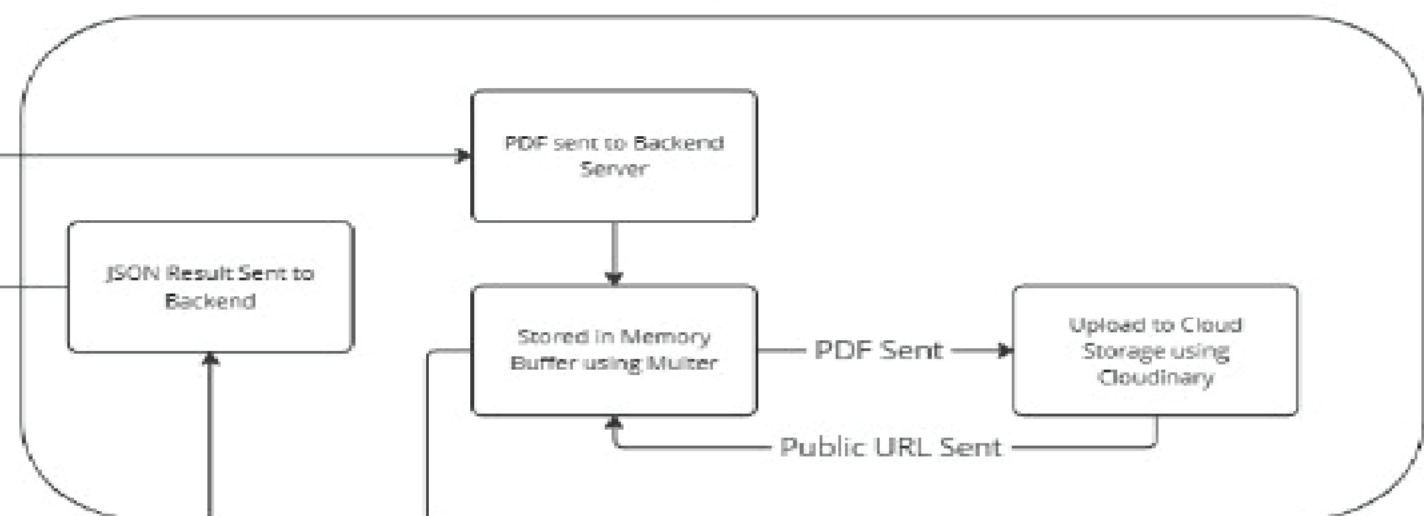 PDF sent to Backend
Server
JSON Result Sent to
Backend
Stored in Memory
Buffer using Multer
PDF Sent
Upload to Cloud
Storage using
Cloudinary
Public URL Sent